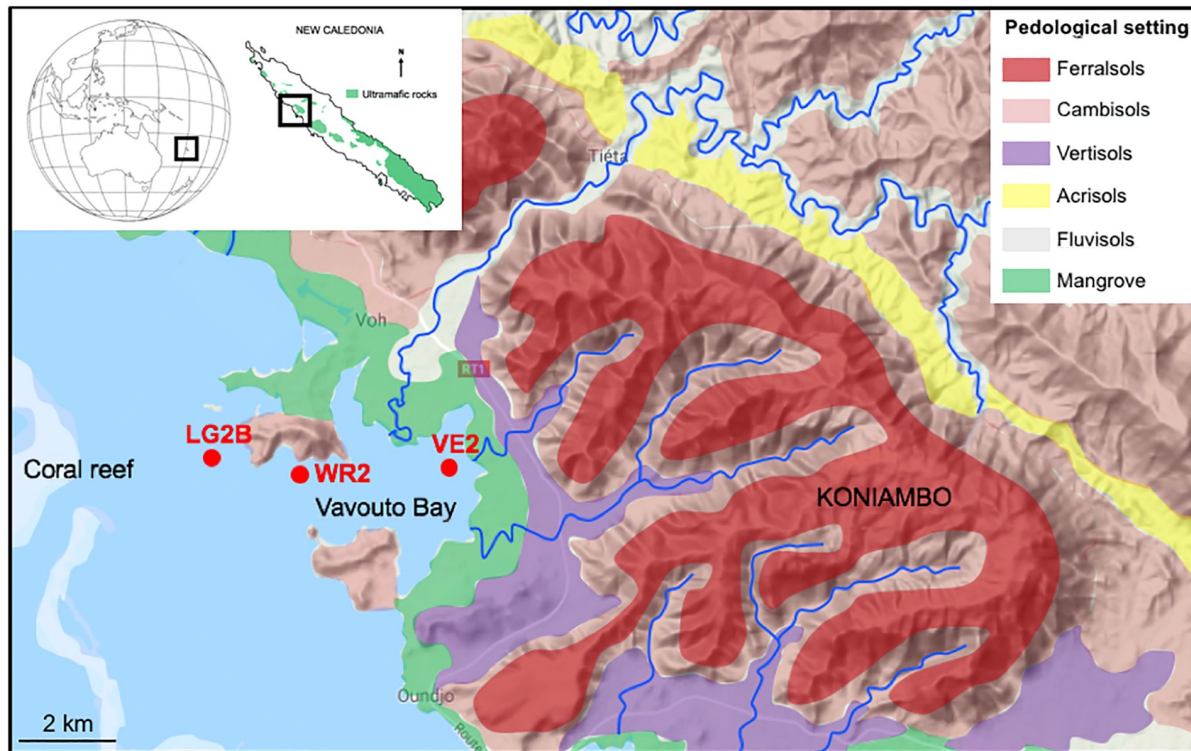 NEW CALEDONIA
N
Ultramafic rocks
Pedological setting
Ferralsols
Cambisols
Vertisols
Acrisols
Fluvisols
Mangrove
Tiéta
Voh
RT1
LG2B
WR2
VE2
Coral reef
Vavouto Bay
KONIAMBO
Oundjo
Route
2 km